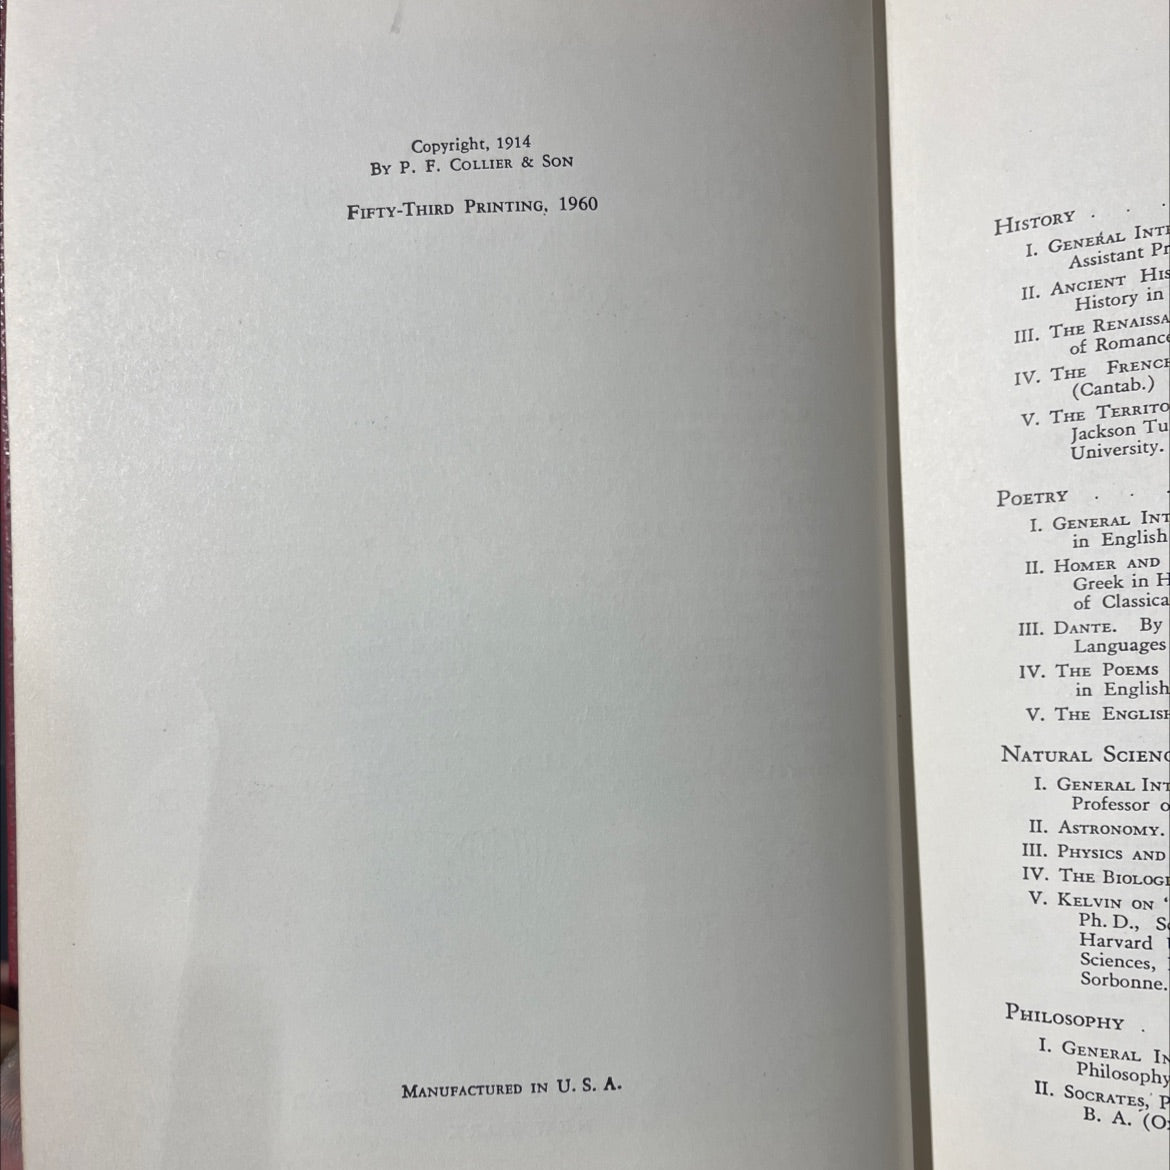 Copyright, 1914
By P. F. Collier & Son
Fifty-Third Printing, 1960
Manufactured in U. S. A.
History . . .
I. General
Assistant
II. Ancient
History in
III. The
of
IV. The
(Cantab.)
V. The
Jackson
University.
Poetry . . .
I. General
in English
II. Homer and
Greek in
of
III. Dante. By
Languages
IV. The Poems
in English
V. The
Natural
I. General
Professor
II. Astronomy.
III. Physics and
IV. The
V. Kelvin on
Ph. D.,
Harvard
Sciences,
Sorbonne.
Philosophy .
I. General
Philosophy
II. Socrates,
B. A.
Manufactured in U. S. A.